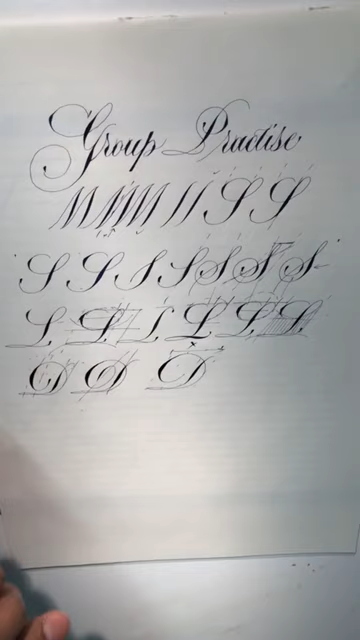 Group Practise
S S
S S S S S S S
L L L L L L
D D D